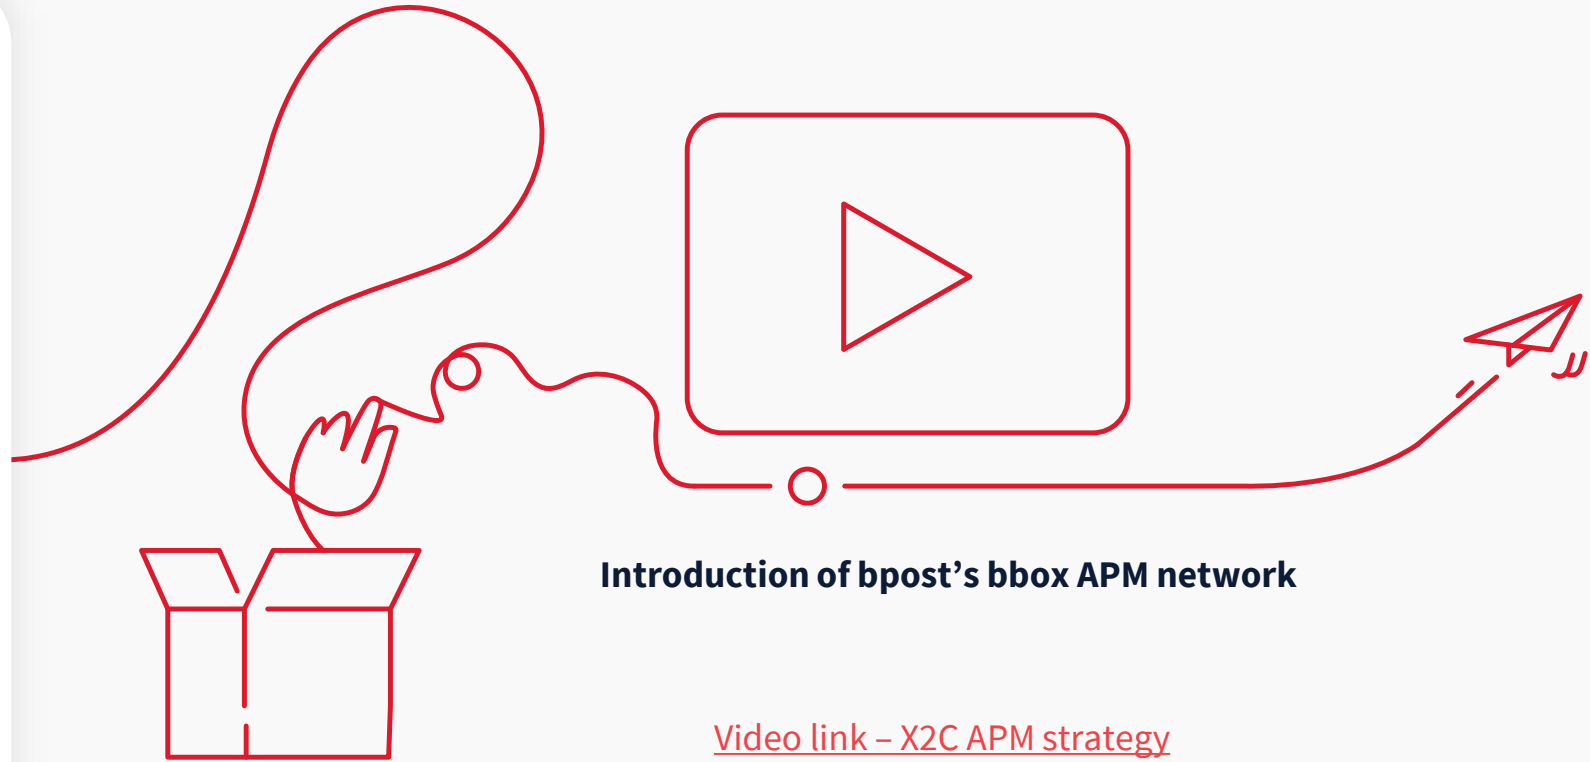 Introduction of bpost’s bbox APM network
Video link – X2C APM strategy